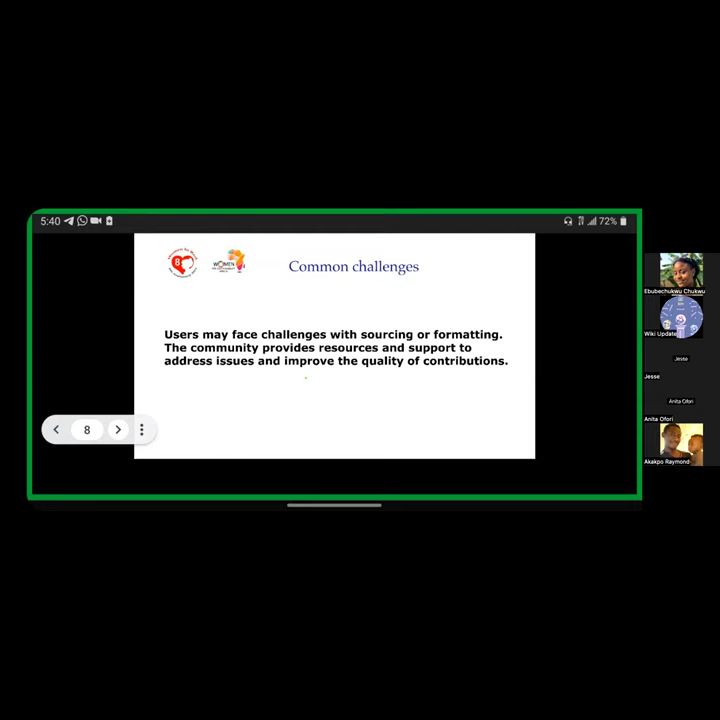 5:40
72%
8
WOMEN
Common challenges
Users may face challenges with sourcing or formatting.
The community provides resources and support to
address issues and improve the quality of contributions.
8
Ebubechukwu Chukwu
Wiki Update
Jesse
Jesse
Anita Ofori
Anita Ofori
Akakpo Raymond